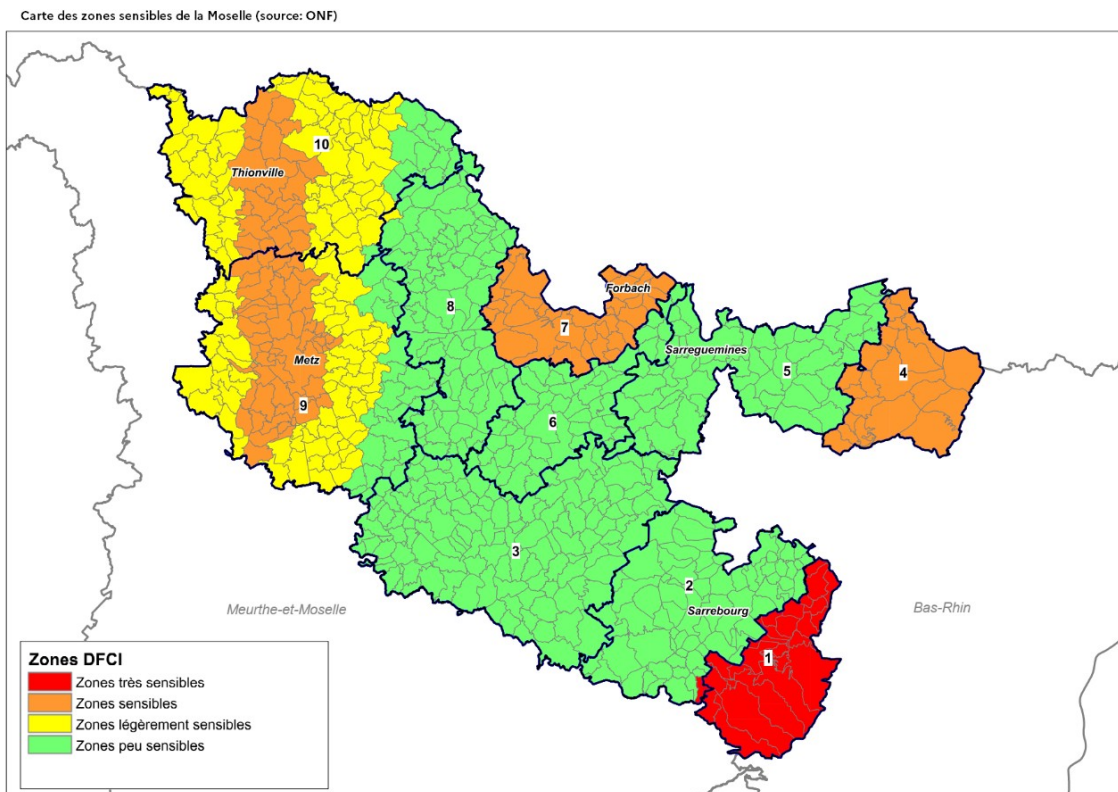 Carte des zones sensibles de la Moselle (source: ONF)
10
Thionville
8
Forbach
7
Sarreguimines
Metz
5
4
9
6
3
2
Meurthe-et-Moselle
Sarrebourg
Bas-Rhin
1
Zones DFCI
Zones très sensibles
Zones sensibles
Zones légèrement sensibles
Zones peu sensibles